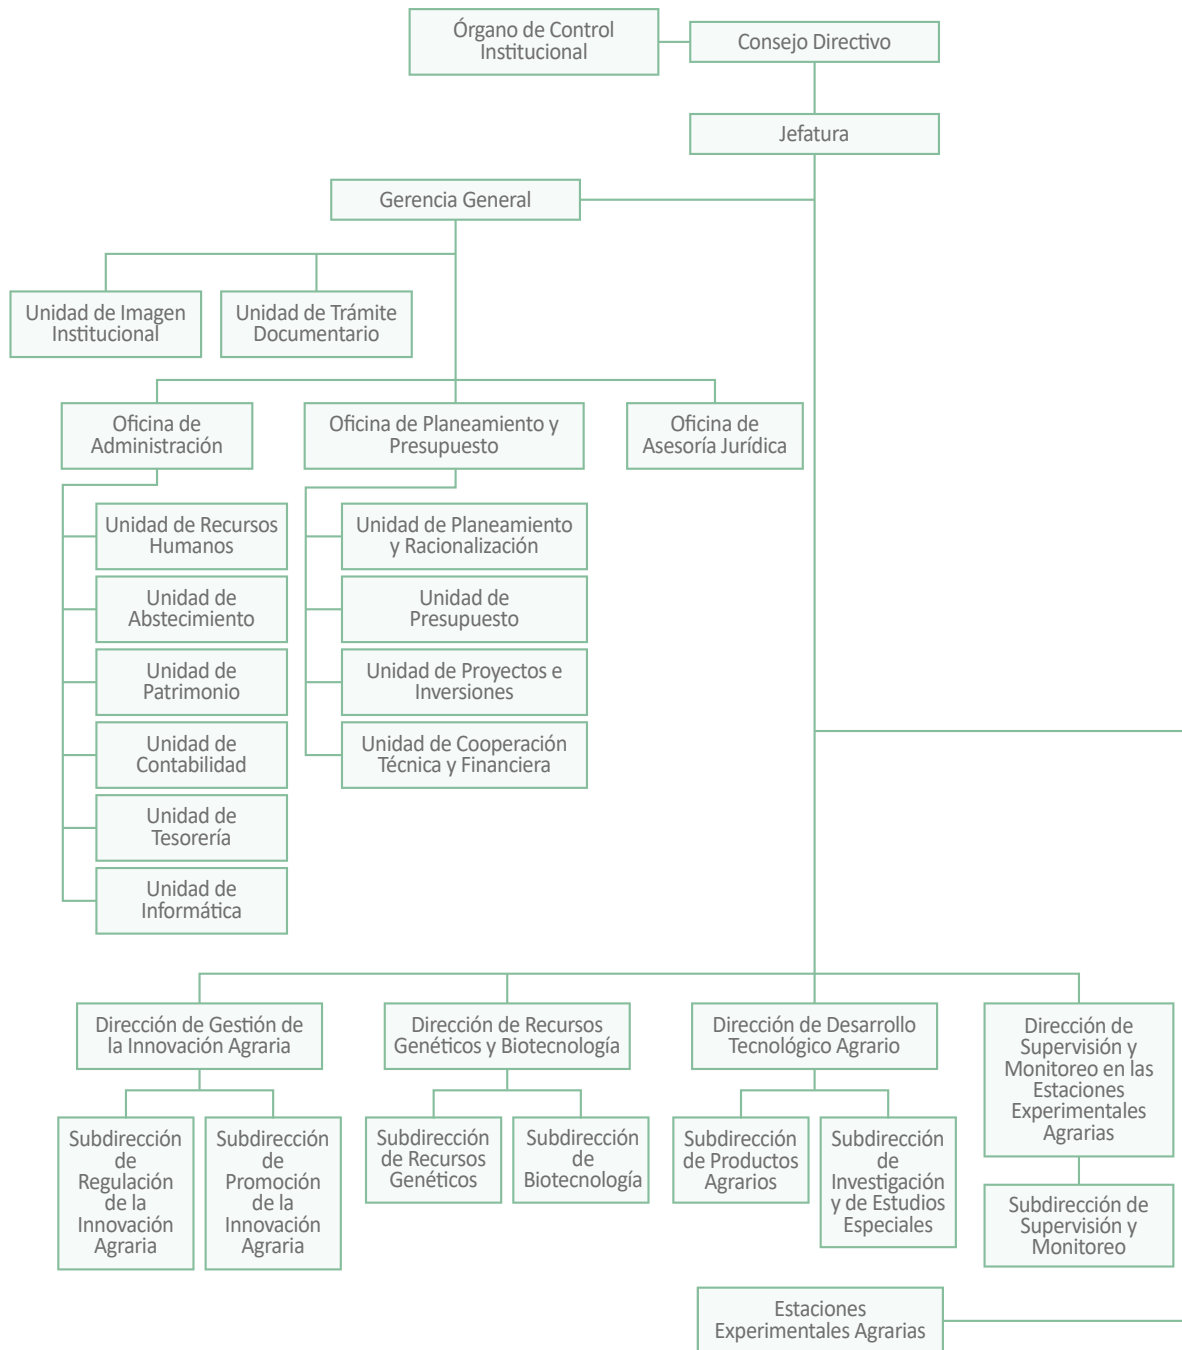 Órgano de Control
Institucional
Consejo Directivo
Jefatura
Gerencia General
Unidad de Imagen
Institucional
Unidad de Trámite
Documentario
Oficina de
Administración
Oficina de Planeamiento y
Presupuesto
Oficina de
Asesoría Jurídica
Unidad de Recursos
Humanos
Unidad de
Abstecimiento
Unidad de
Patrimonio
Unidad de
Contabilidad
Unidad de
Tesorería
Unidad de
Informática
Unidad de Planeamiento
y Racionalización
Unidad de
Presupuesto
Unidad de Proyectos e
Inversiones
Unidad de Cooperación
Técnica y Financiera
Dirección de Gestión de
la Innovación Agraria
Dirección de Recursos
Genéticos y Biotecnología
Dirección de Desarrollo
Tecnológico Agrario
Dirección de
Supervisión y
Monitoreo en las
Estaciones
Experimentales
Agrarias
Subdirección
de
Regulación
de la
Innovación
Agraria
Subdirección
de
Promoción
de la
Innovación
Agraria
Subdirección
de Recursos
Genéticos
Subdirección
de
Biotecnología
Subdirección
de Productos
Agrarios
Subdirección
de
Investigación
y de Estudios
Especiales
Subdirección de
Supervisión y
Monitoreo
Estaciones
Experimentales Agrarias